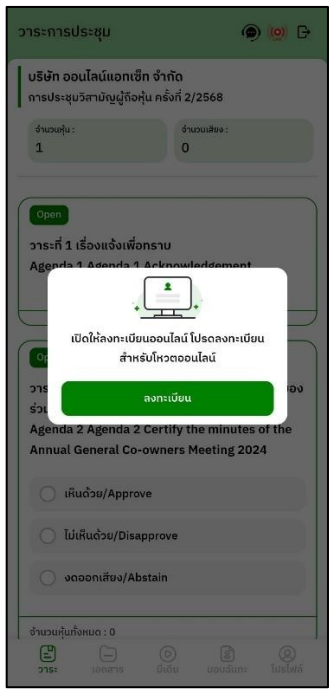 วาระการประชุม
บริษัท ออนไลน์แอทเซ็ท จำกัด
การประชุมวิสามัญผู้ถือหุ้น ครั้งที่ 2/2568
จำนวนหุ้น :
จำนวนเสียง :
1
0
Open
วาระที่ 1 เรื่องแจ้งเพื่อทราบ
Agenda 1 Agenda 1 Acknowledgement
เปิดให้ลงทะเบียนออนไลน์ โปรดลงทะเบียน
สำหรับโหวตออนไลน์
ลงทะเบียน
Agenda 2 Agenda 2 Certify the minutes of the
Annual General Co-owners Meeting 2024
เห็นด้วย/Approve
ไม่เห็นด้วย/Disapprove
งดออกเสียง/Abstain
จำนวนหุ้นทั้งหมด : 0
วาระ
เอกสาร
มีเดีย
มอบฉันทะ
โปรไฟล์